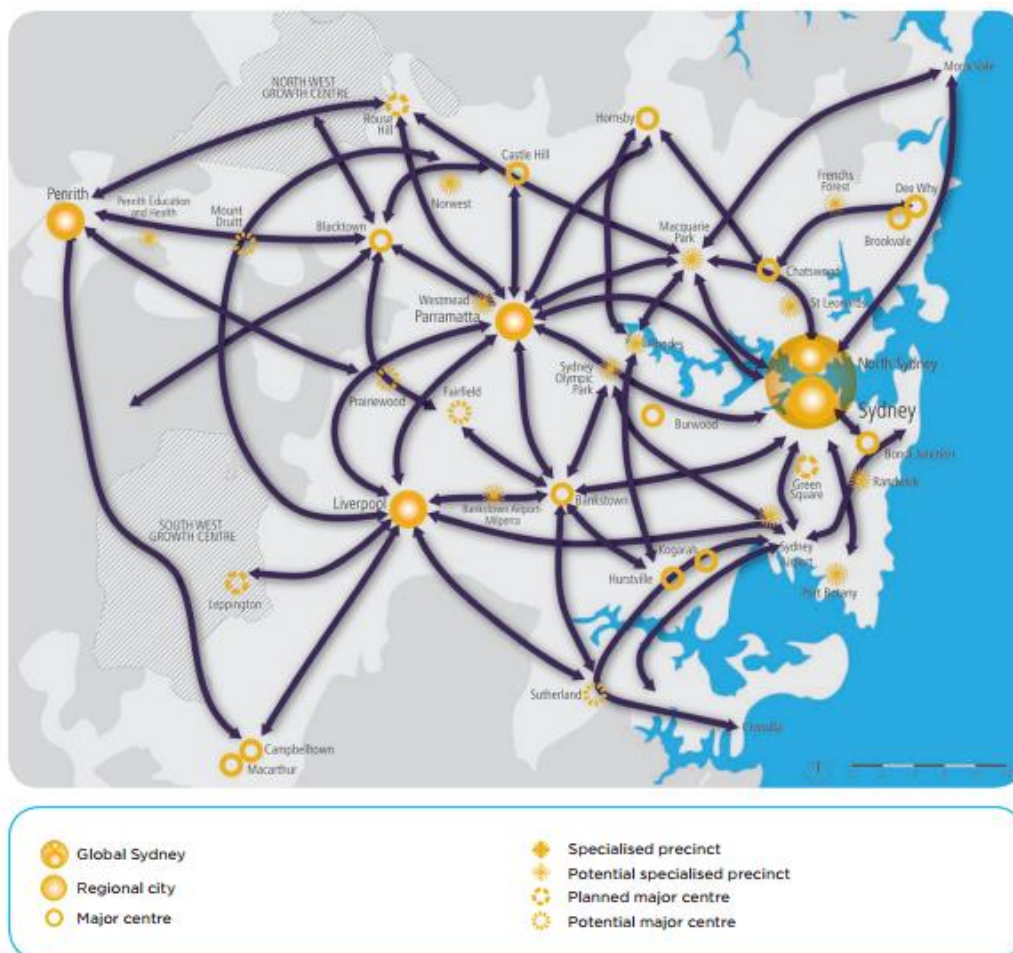 Mona Vale
NORTH WEST
GROWTH CENTRE
Rouse
Hill
Hornsby
Castle Hill
Penrith
Penrith Education
and Health
Norwest
Frenchs
Forest
Dee Why
Mount
Druitt
Blacktown
Macquarie
Park
Brookvale
Chatswood
Westmead
Parramatta
St Leonards
Rhodes
North Sydney
Sydney
Olympic
Park
Prairiewood
Fairfield
Burwood
Sydney
Bondi Junction
Green
Square
Randwick
Liverpool
Bankstown Airport-
Milperra
Bankstown
SOUTH WEST
GROWTH CENTRE
Sydney
Airport
Kogarah
Hurstville
Port Botany
Leppington
Sutherland
Cronulla
Campbelltown
Macarthur
Global Sydney
Regional city
Major centre
Specialised precinct
Potential specialised precinct
Planned major centre
Potential major centre